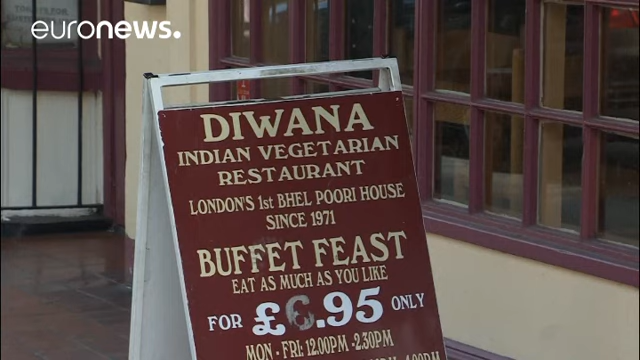 euronews.
DIWANA
INDIAN VEGETARIAN
RESTAURANT
LONDON'S 1st BHEL POORI HOUSE
SINCE 1971
BUFFET FEAST
EAT AS MUCH AS YOU LIKE
FOR £6.95 ONLY
MON - FRI: 12.00PM - 2.30PM